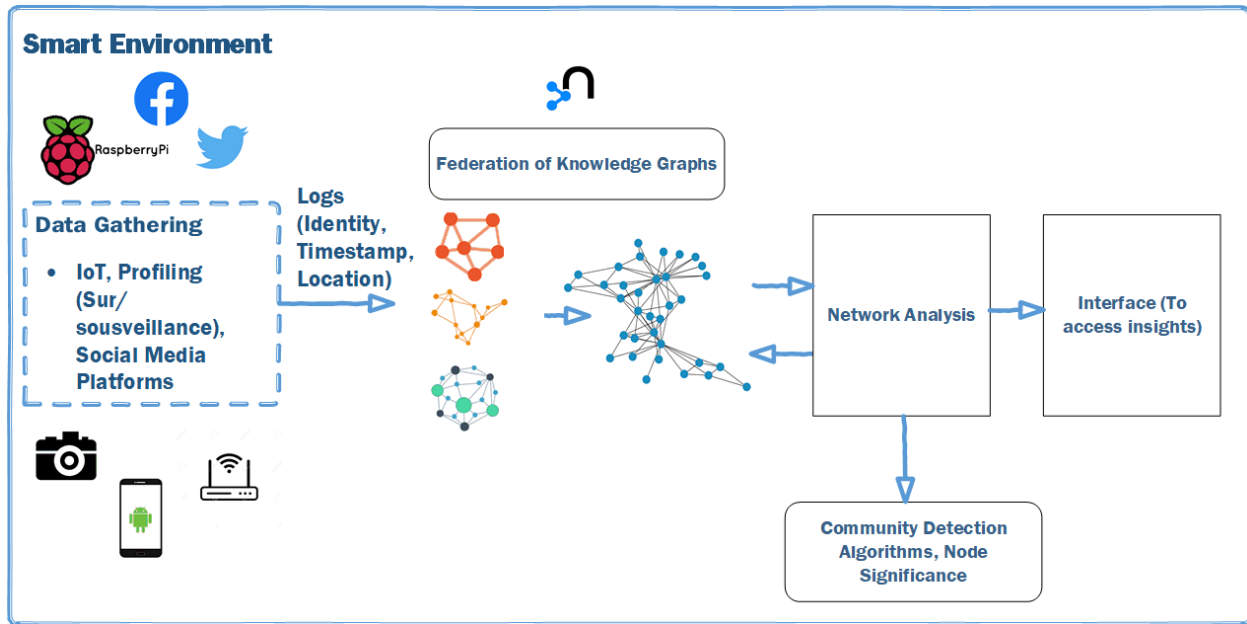 Smart Environment
RaspberryPi
Data Gathering
• IoT, Profiling
(Sur/
sousveillance),
Social Media
Platforms
Logs
(Identity,
Timestamp,
Location)
Federation of Knowledge Graphs
Network Analysis
Interface (To
access insights)
Community Detection
Algorithms, Node
Significance